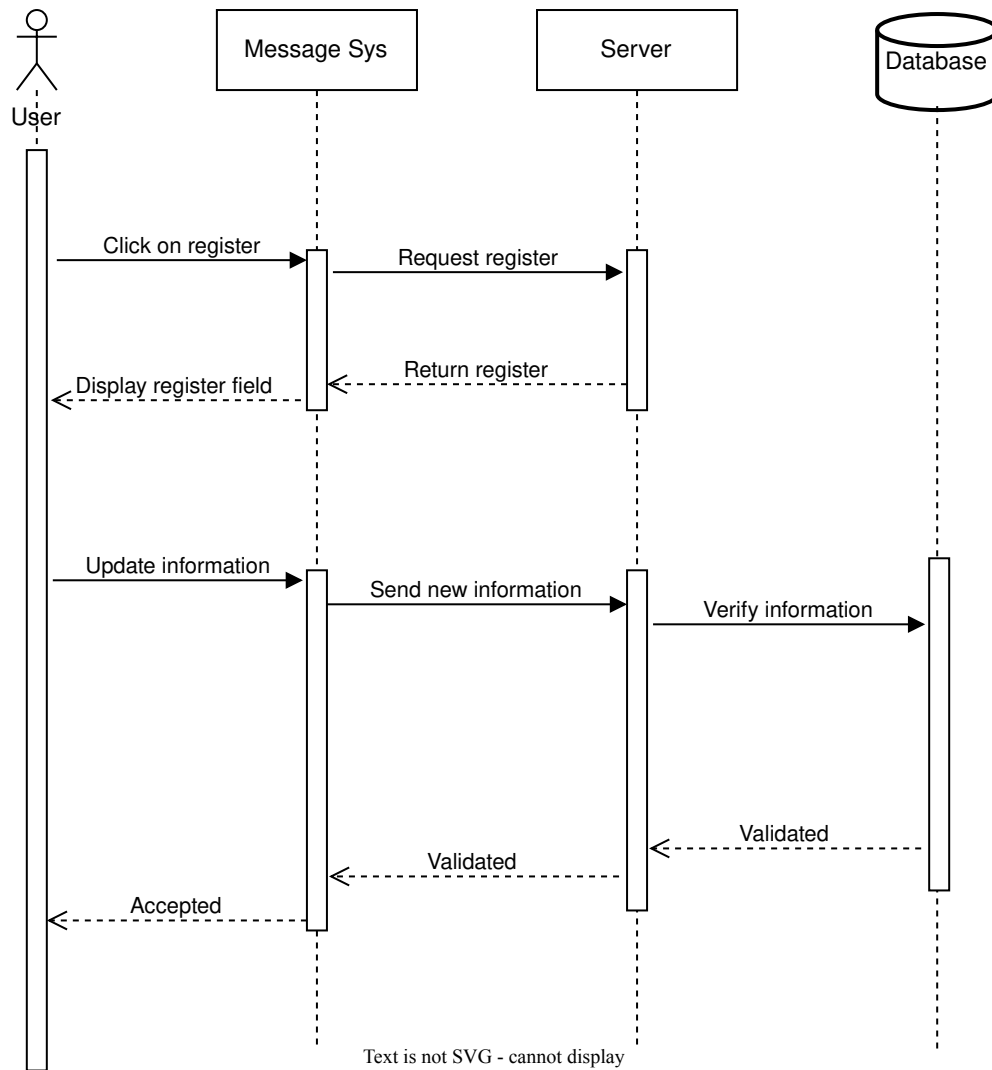 Message Sys
Server
Database
User
Click on register
Request register
Return register
Display register field
Update information
Send new information
Verify information
Validated
Validated
Accepted
Text is not SVG - cannot display